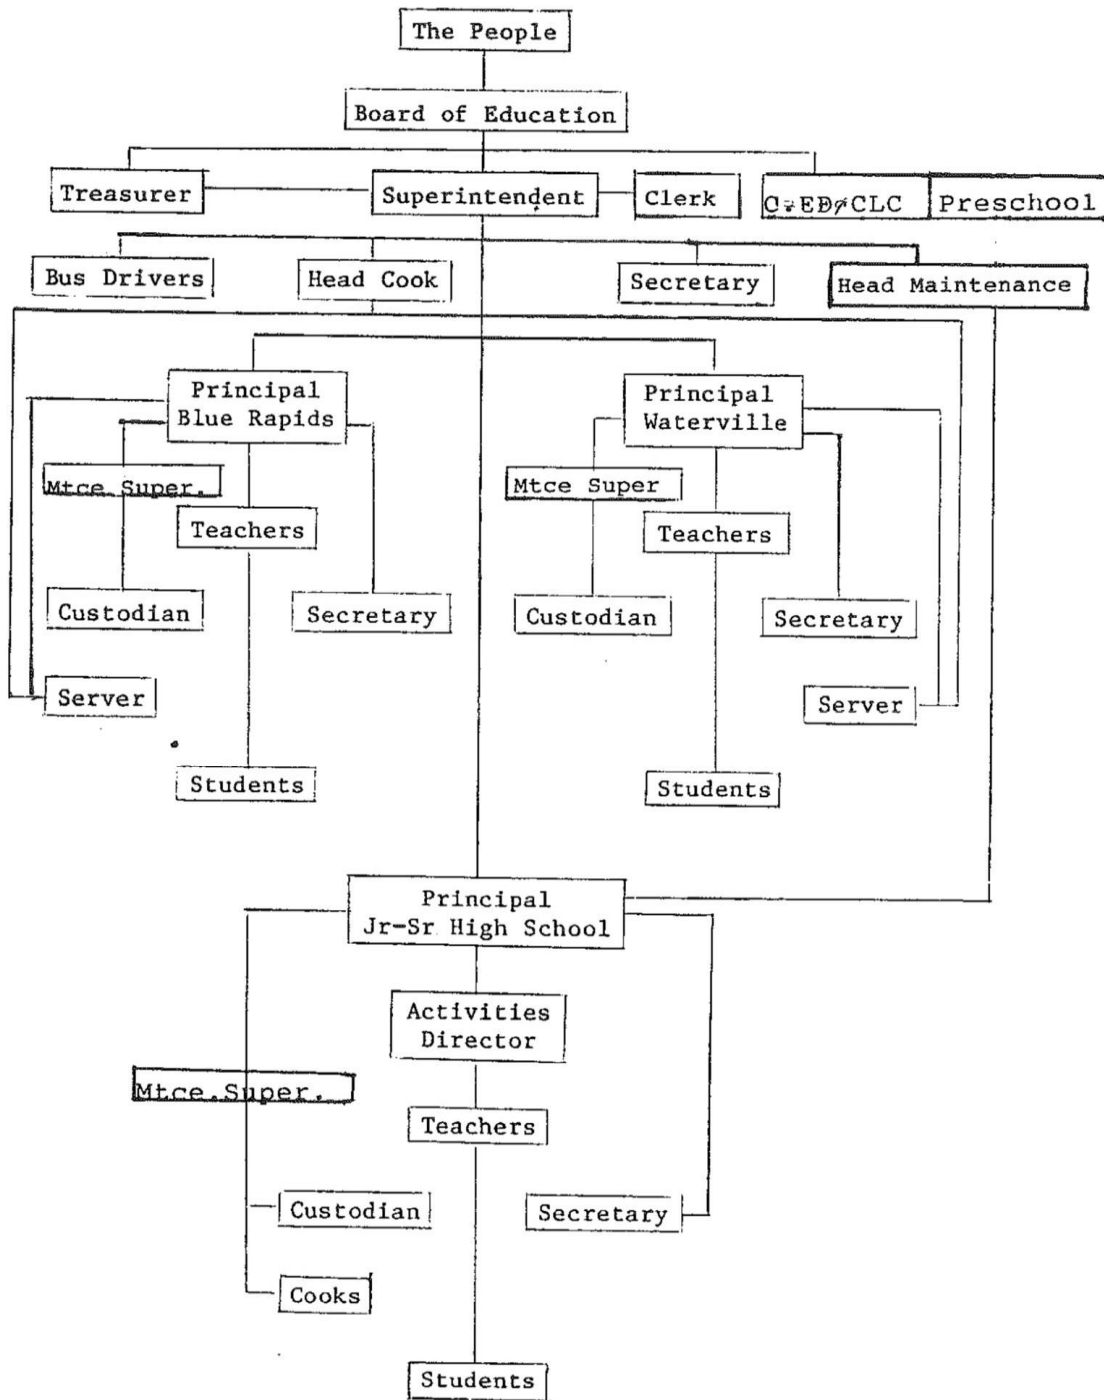 The People
Board of Education
Treasurer
Superintendent
Clerk
CLC
Preschool
Bus Drivers
Head Cook
Secretary
Head Maintenance
Principal
Blue Rapids
Principal
Waterville
Mtce.Super.
Mtce Super
Teachers
Teachers
Custodian
Secretary
Custodian
Secretary
Server
Server
Students
Students
Principal
Jr-Sr High School
Activities
Director
Mtce.Super.
Teachers
Custodian
Secretary
Cooks
Students